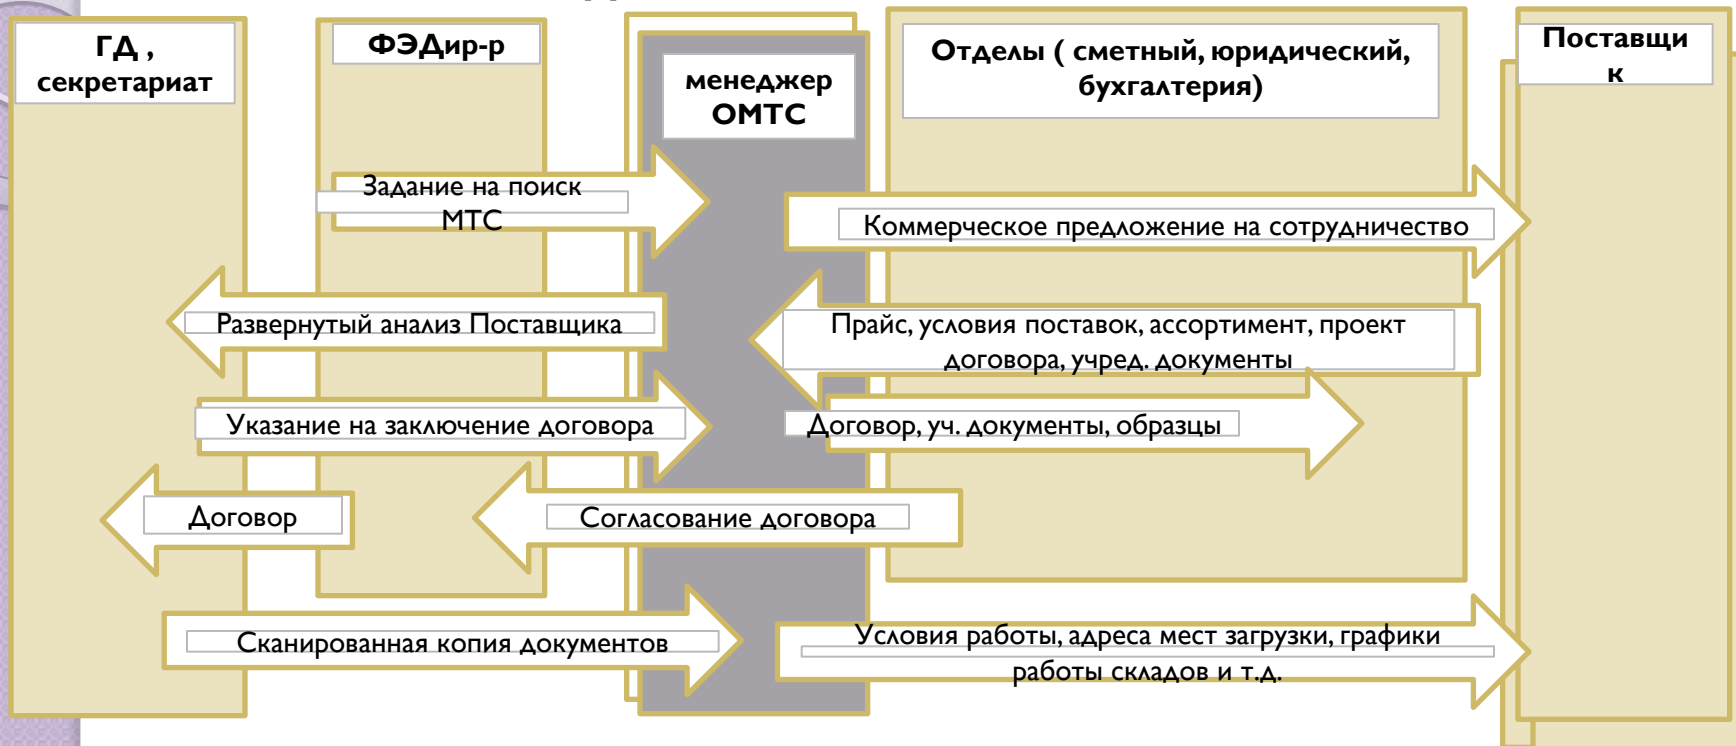 ГД ,
секретариат
ФЭДир-р
менеджер
ОМТС
Отделы ( сметный, юридический,
бухгалтерия)
Поставщи
к
Задание на поиск
МТС
Коммерческое предложение на сотрудничество
Развернутый анализ Поставщика
Прайс, условия поставок, ассортимент, проект
договора, учред. документы
Указание на заключение договора
Договор, уч. документы, образцы
Договор
Согласование договора
Сканированная копия документов
Условия работы, адреса мест загрузки, графики
работы складов и т.д.